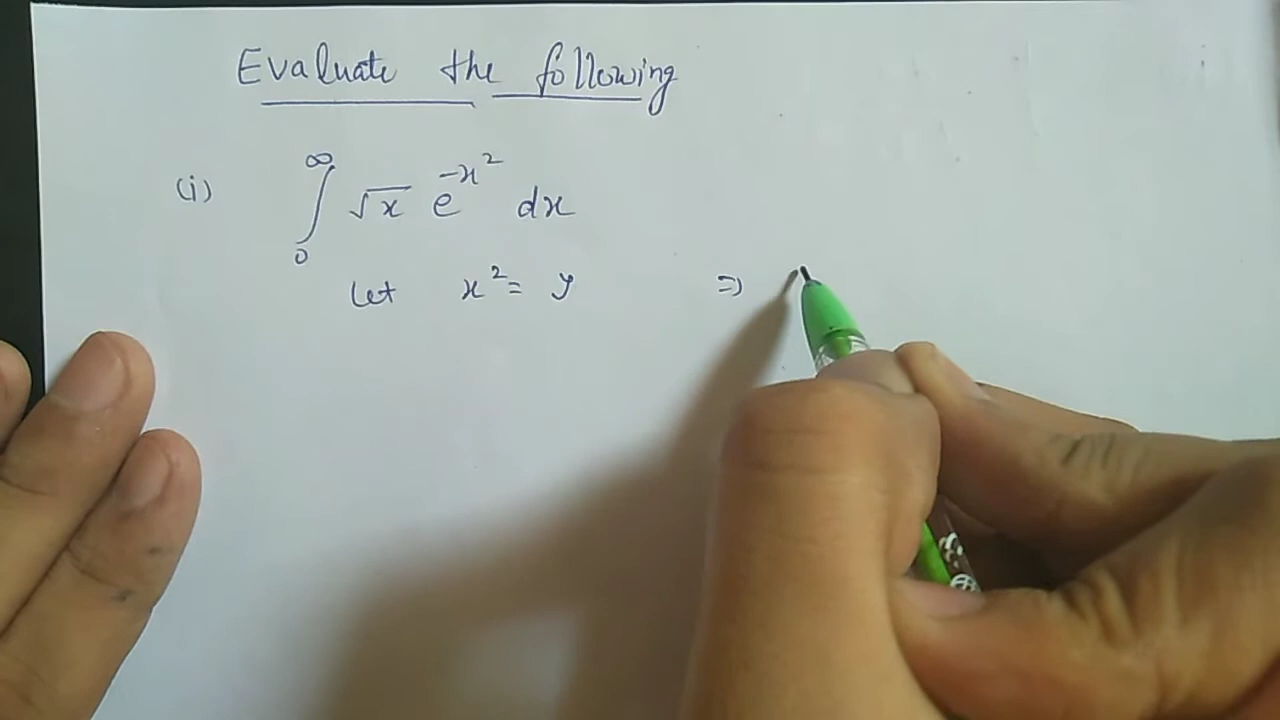 Evaluate the following
(i) ∫₀^∞ √x e^{-x²} dx
Let x² = y ⇒